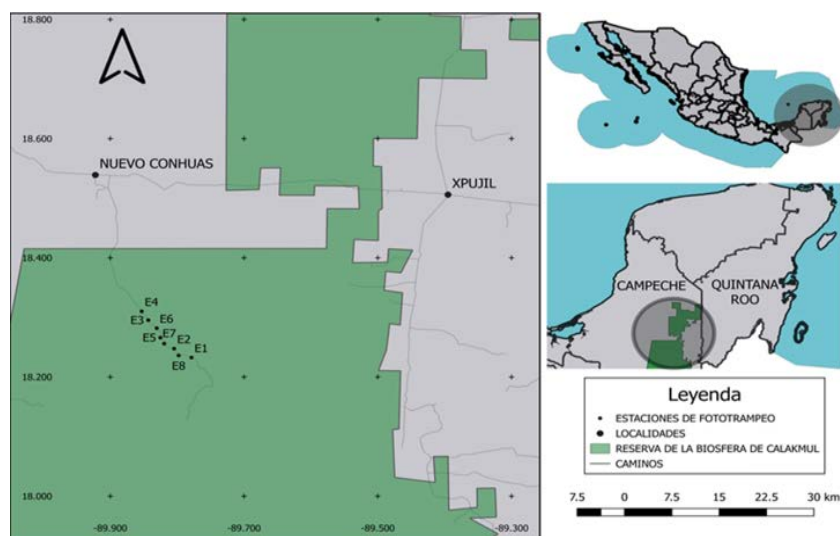 18.800
18.600
NUEVO CONHUAS
XPUJIL
18.400
E4
E3 E6
E7
E5 E2
E1
E8
18.200
18.000
-89.900 -89.700 -89.500 -89.300
CAMPECHE
QUINTANA
ROO
Leyenda
ESTACIONES DE FOTOTRAMPEO
LOCALIDADES
RESERVA DE LA BIOSFERA DE CALAKMUL
CAMINOS
7.5 0 7.5 15 22.5 30 km